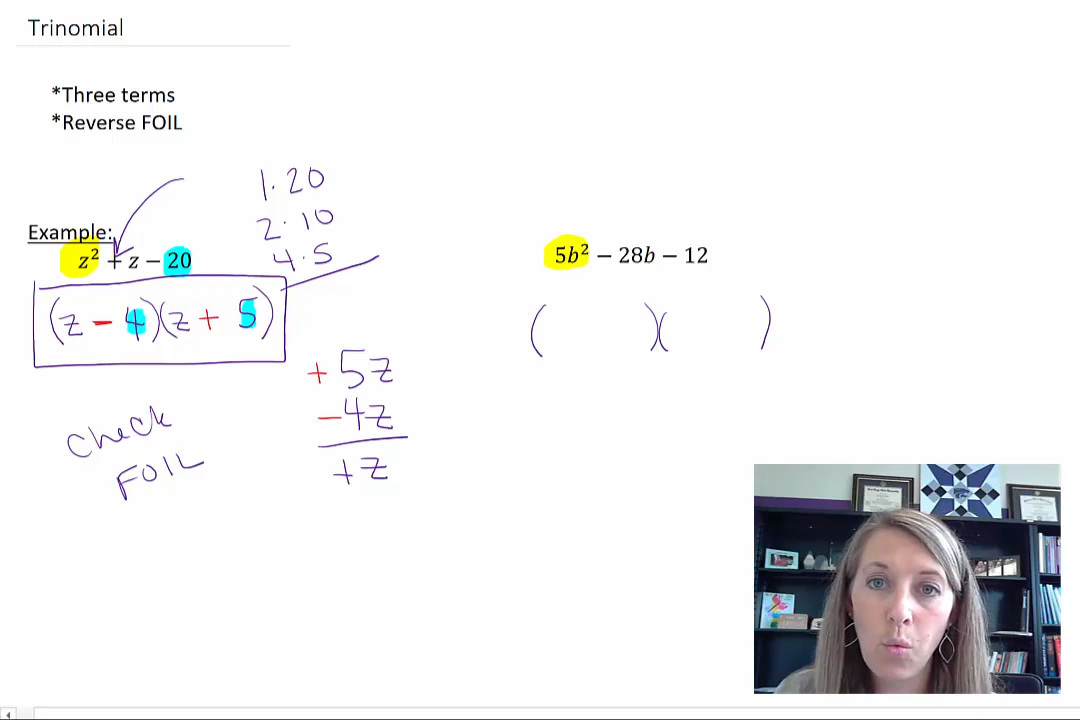 Trinomial
*Three terms
*Reverse FOIL
1·20
2·10
4·5
Example:
z² + z − 20
(z − 4)(z + 5)
+ 5z
− 4z
+ z
Check
FOIL
5b² − 28b − 12
(        )(        )